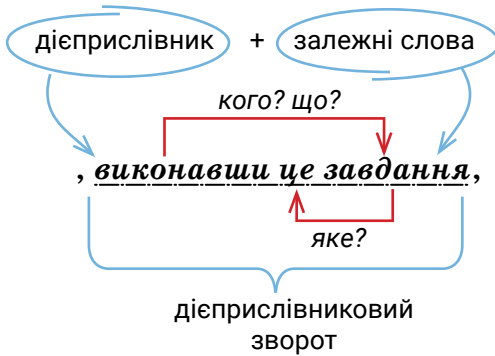 дієприслівник + залежні слова
кого? що?
, виконавши це завдання,
яке?
дієприслівниковий
зворот